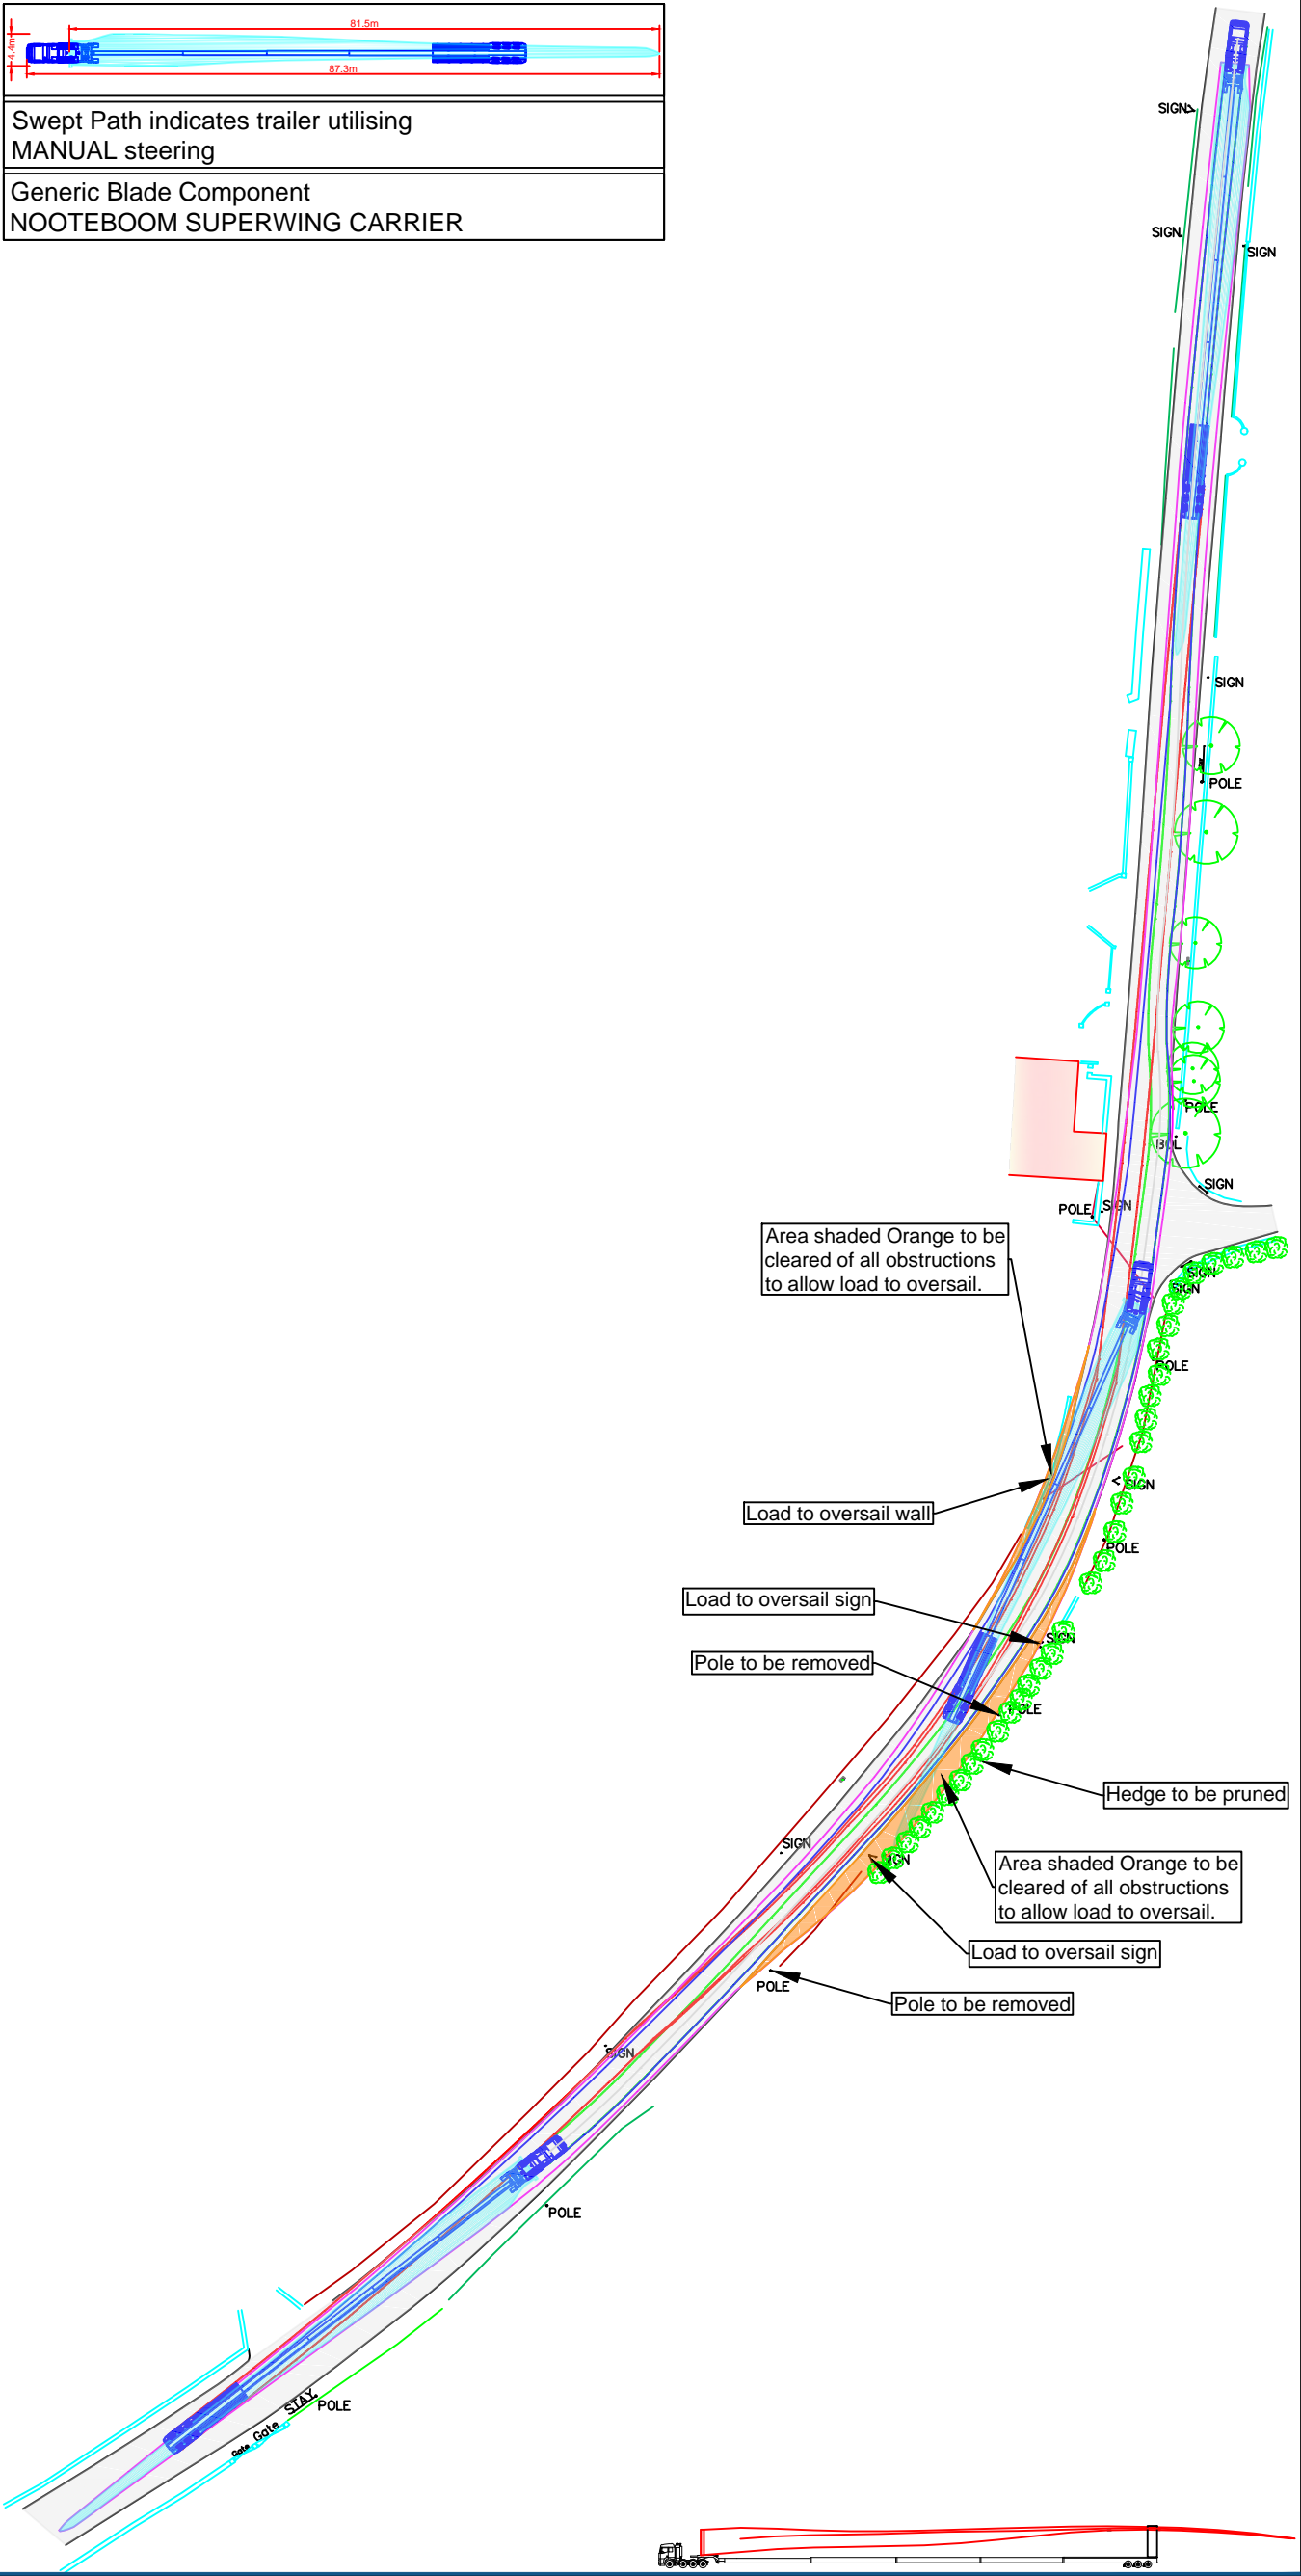 81.5m
4.4m
87.3m
Swept Path indicates trailer utilising
MANUAL steering
Generic Blade Component
NOOTEBOOM SUPERWING CARRIER
SIGN
SIGN
SIGN
SIGN
POLE
POLE
BOL
SIGN
SIGN
POLE
Area shaded Orange to be
cleared of all obstructions
to allow load to oversail.
SIGN
SIGN
POLE
SIGN
Load to oversail wall
POLE
Load to oversail sign
SIGN
Pole to be removed
POLE
Hedge to be pruned
SIGN
SIGN
Area shaded Orange to be
cleared of all obstructions
to allow load to oversail.
Load to oversail sign
POLE
Pole to be removed
SIGN
POLE
STAY
POLE
Gate
Gate